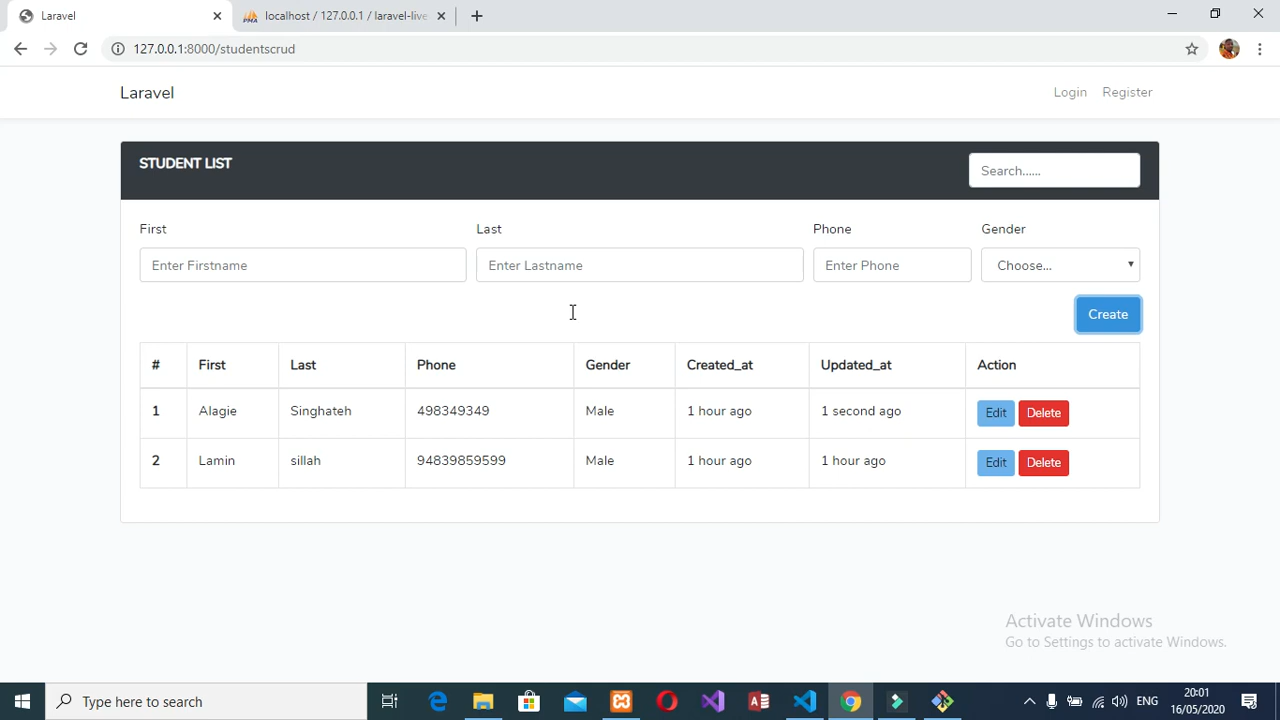 Laravel
localhost / 127.0.0.1 / laravel-live
127.0.0.1:8000/studentscrud
Laravel
Login Register
STUDENT LIST
Search......
First Last Phone Gender
Enter Firstname Enter Lastname Enter Phone Choose...
Create
# First Last Phone Gender Created_at Updated_at Action
1 Alagie Singhateh 498349349 Male 1 hour ago 1 second ago Edit Delete
2 Lamin sillah 94839859599 Male 1 hour ago 1 hour ago Edit Delete
Activate Windows
Go to Settings to activate Windows.
Type here to search
ENG
20:01
16/05/2020